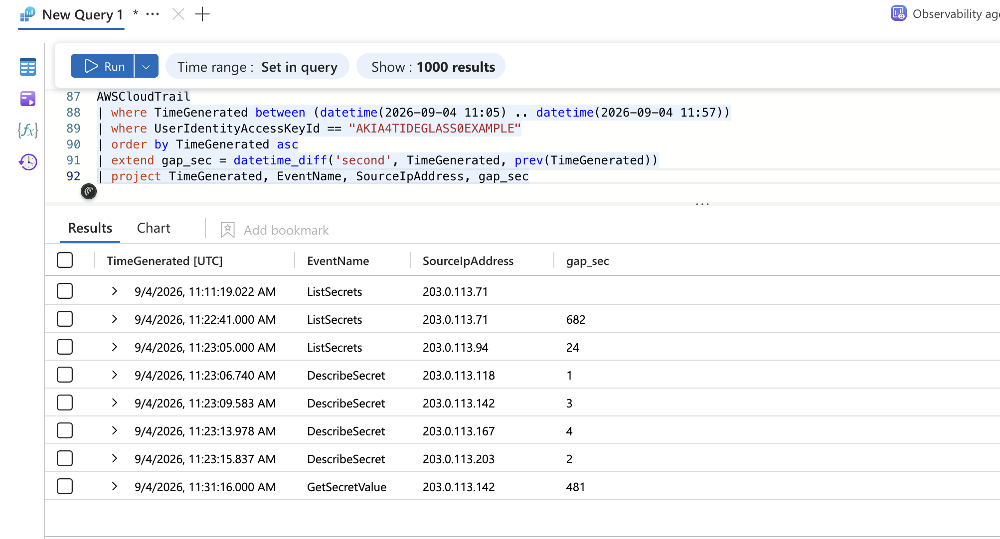 New Query 1 * ...
Observability
Run
Time range : Set in query
Show : 1000 results
87 AWSCloudTrail
88 | where TimeGenerated between (datetime(2026-09-04 11:05) .. datetime(2026-09-04 11:57))
89 | where UserIdentityAccessKeyId == "AKIA4TIDEGLASS0EXAMPLE"
90 | order by TimeGenerated asc
91 | extend gap_sec = datetime_diff('second', TimeGenerated, prev(TimeGenerated))
92 | project TimeGenerated, EventName, SourceIpAddress, gap_sec
Results Chart Add bookmark
TimeGenerated [UTC] EventName SourceIpAddress gap_sec
9/4/2026, 11:11:19.022 AM ListSecrets 203.0.113.71
9/4/2026, 11:22:41.000 AM ListSecrets 203.0.113.71 682
9/4/2026, 11:23:05.000 AM ListSecrets 203.0.113.94 24
9/4/2026, 11:23:06.740 AM DescribeSecret 203.0.113.118 1
9/4/2026, 11:23:09.583 AM DescribeSecret 203.0.113.142 3
9/4/2026, 11:23:13.978 AM DescribeSecret 203.0.113.167 4
9/4/2026, 11:23:15.837 AM DescribeSecret 203.0.113.203 2
9/4/2026, 11:31:16.000 AM GetSecretValue 203.0.113.142 481